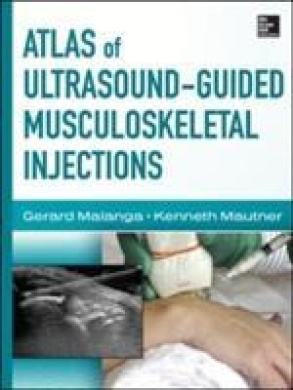 ATLAS of
ULTRASOUND-GUIDED
MUSCULOSKELETAL
INJECTIONS
Gerard Malanga • Kenneth Mautner